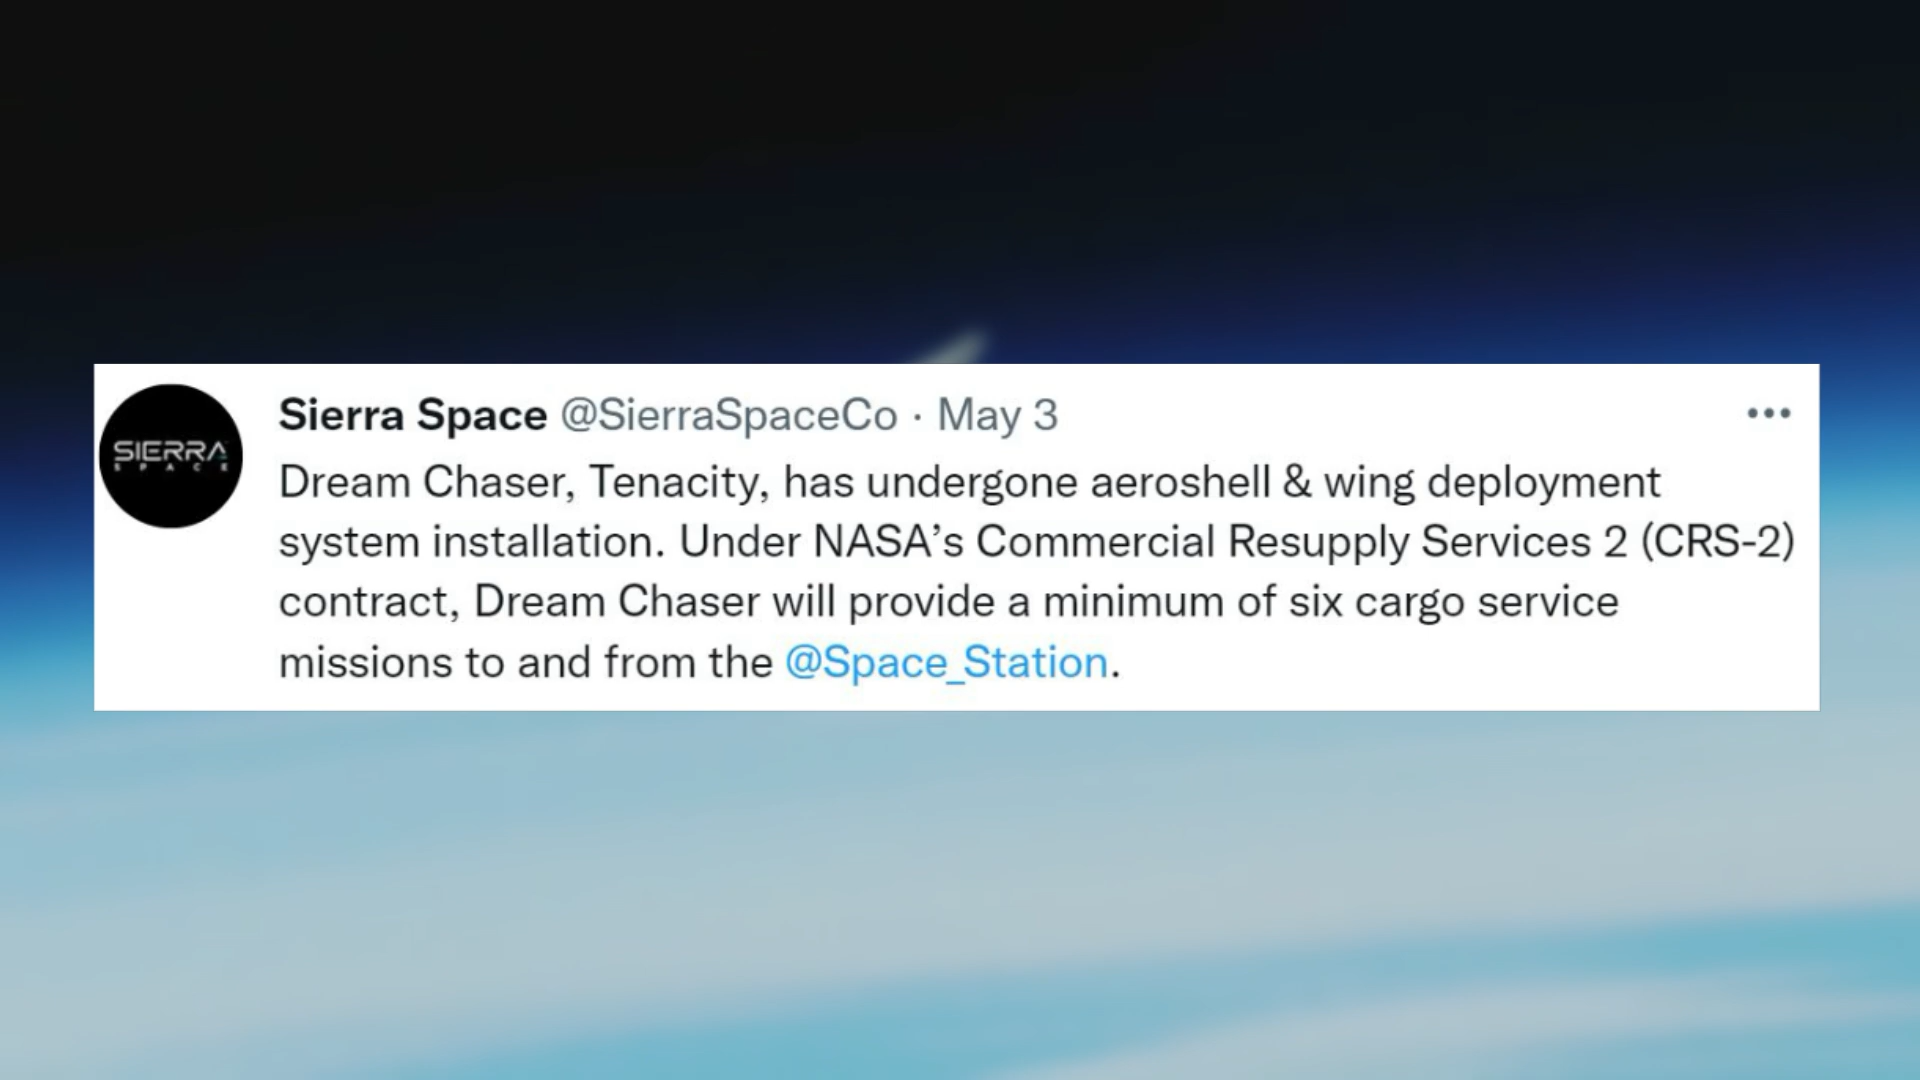 SIERRA
SPACE
Sierra Space @SierraSpaceCo · May 3
Dream Chaser, Tenacity, has undergone aeroshell & wing deployment
system installation. Under NASA’s Commercial Resupply Services 2 (CRS-2)
contract, Dream Chaser will provide a minimum of six cargo service
missions to and from the @Space_Station.